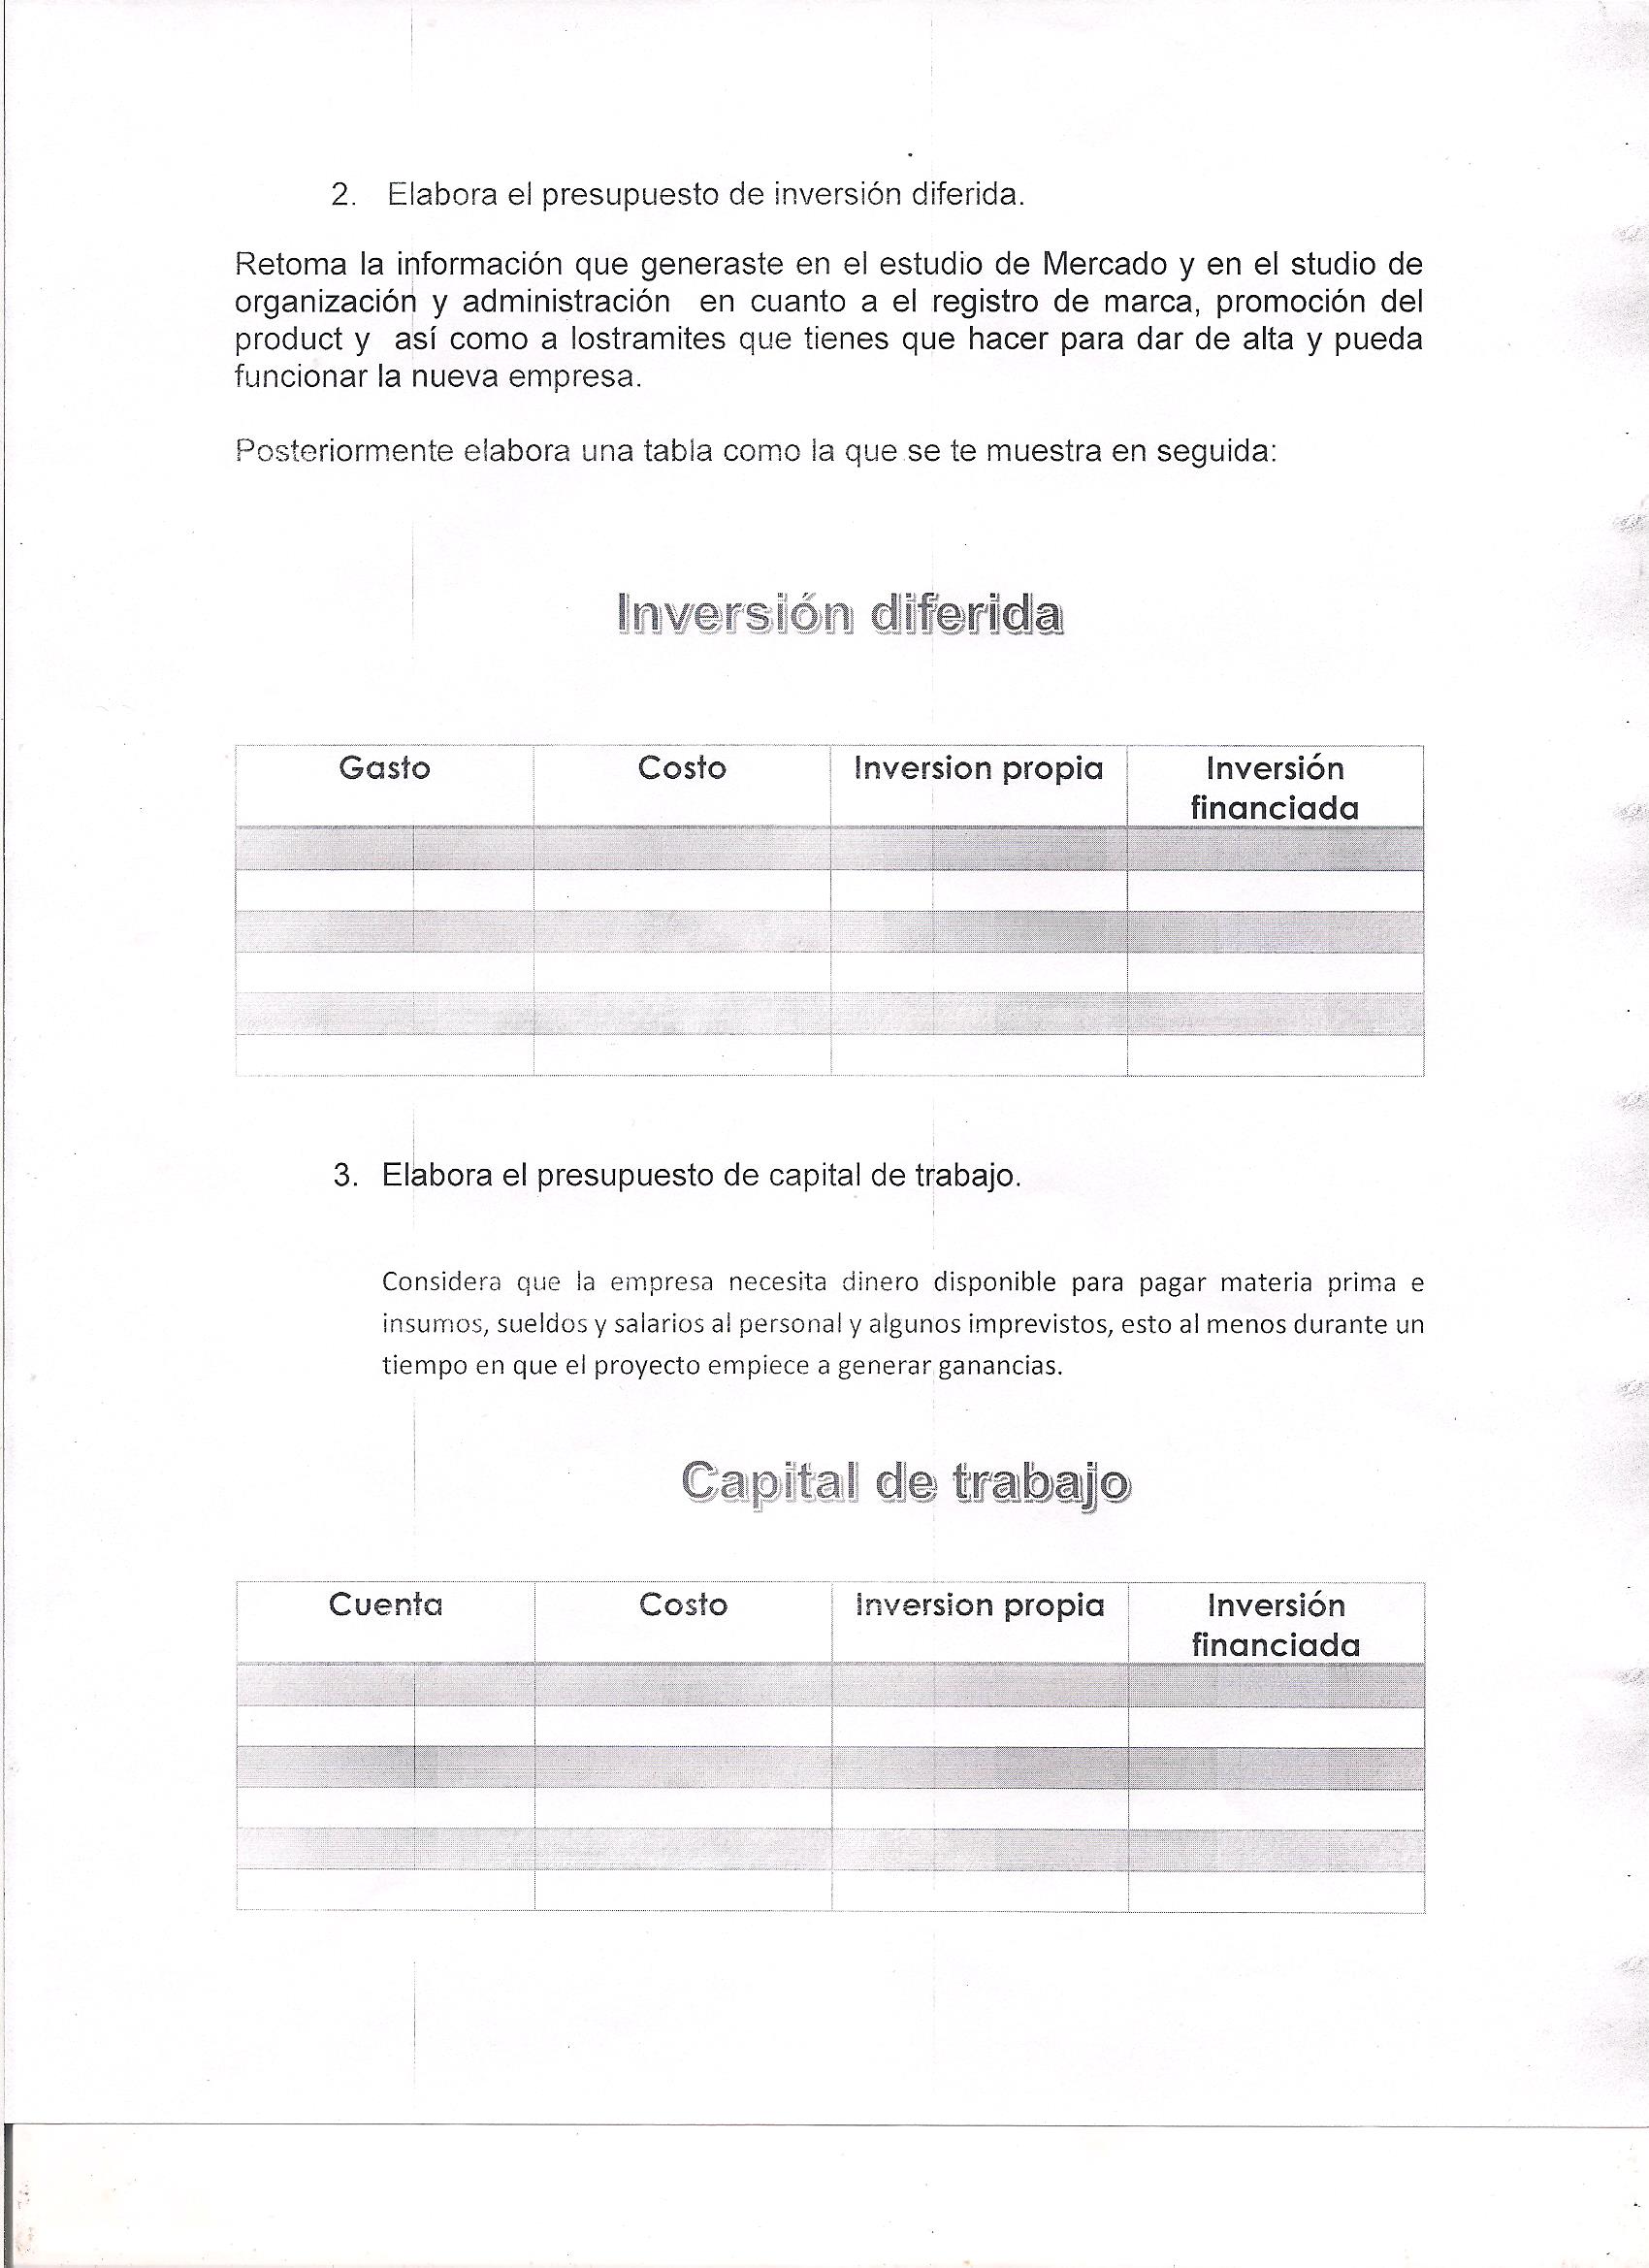 2. Elabora el presupuesto de inversión diferida.
Retoma la información que generaste en el estudio de Mercado y en el studio de
organización y administración en cuanto a el registro de marca, promoción del
product y así como a lostramites que tienes que hacer para dar de alta y pueda
funcionar la nueva empresa.
Posteriormente elabora una tabla como la que se te muestra en seguida:
Inversión diferida
Gasto Costo Inversion propia Inversión
financiada
3. Elabora el presupuesto de capital de trabajo.
Considera que la empresa necesita dinero disponible para pagar materia prima e
insumos, sueldos y salarios al personal y algunos imprevistos, esto al menos durante un
tiempo en que el proyecto empiece a generar ganancias.
Capital de trabajo
Cuenta Costo Inversion propia Inversión
financiada